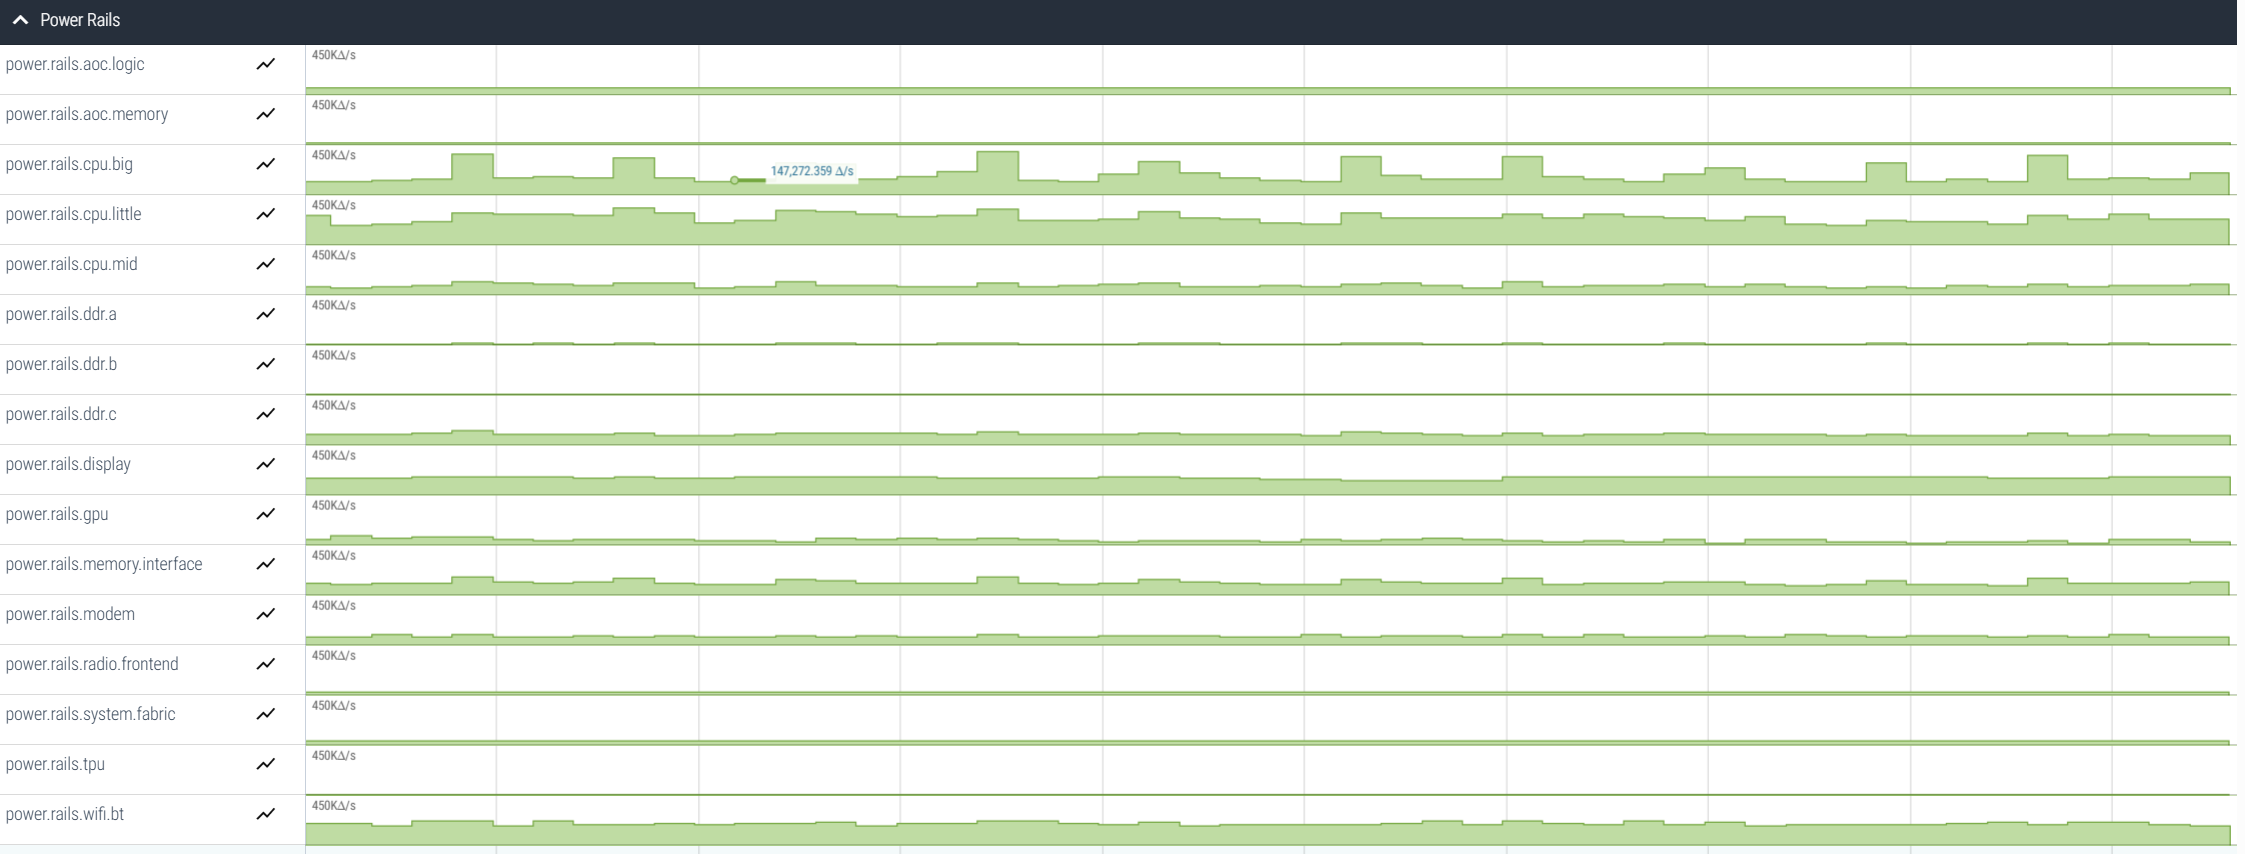 Power Rails
power.rails.aoc.logic 450KΔ/s
power.rails.aoc.memory 450KΔ/s
power.rails.cpu.big 450KΔ/s 147,272.359 Δ/s
power.rails.cpu.little 450KΔ/s
power.rails.cpu.mid 450KΔ/s
power.rails.ddr.a 450KΔ/s
power.rails.ddr.b 450KΔ/s
power.rails.ddr.c 450KΔ/s
power.rails.display 450KΔ/s
power.rails.gpu 450KΔ/s
power.rails.memory.interface 450KΔ/s
power.rails.modem 450KΔ/s
power.rails.radio.frontend 450KΔ/s
power.rails.system.fabric 450KΔ/s
power.rails.tpu 450KΔ/s
power.rails.wifi.bt 450KΔ/s